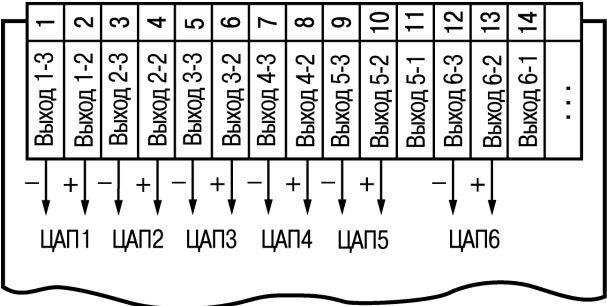 1 2 3 4 5 6 7 8 9 10 11 12 13 14
Выход 1-3 Выход 1-2 Выход 2-3 Выход 2-2 Выход 3-3 Выход 3-2 Выход 4-3 Выход 4-2 Выход 5-3 Выход 5-2 Выход 5-1 Выход 6-3 Выход 6-2 Выход 6-1 ...
– + – + – + – + – + – +
ЦАП1 ЦАП2 ЦАП3 ЦАП4 ЦАП5 ЦАП6